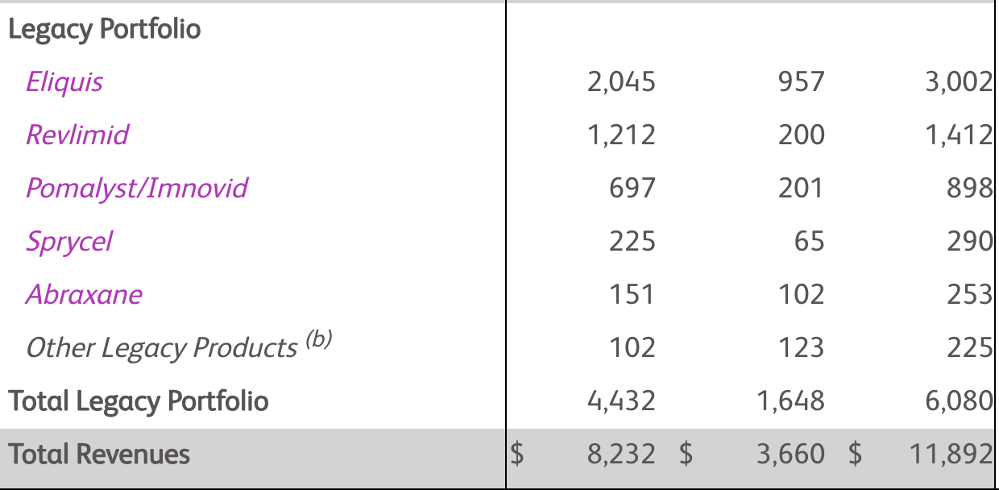 Legacy Portfolio
Eliquis 2,045 957 3,002
Revlimid 1,212 200 1,412
Pomalyst/Imnovid 697 201 898
Sprycel 225 65 290
Abraxane 151 102 253
Other Legacy Products (b) 102 123 225
Total Legacy Portfolio 4,432 1,648 6,080
Total Revenues $ 8,232 $ 3,660 $ 11,892